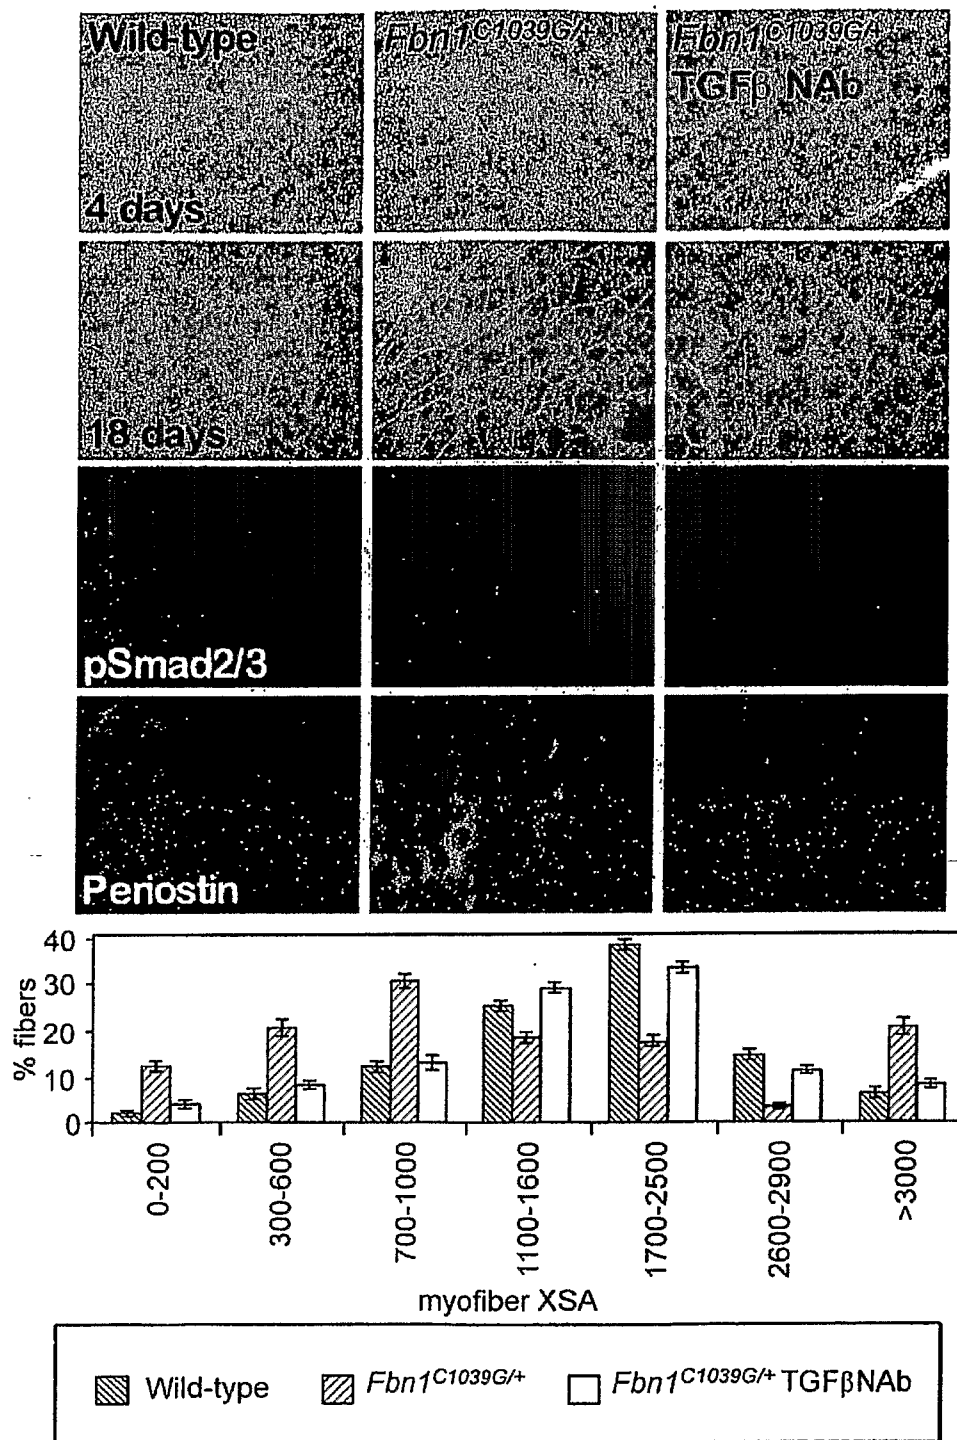 Wild-type
Fbn1C1039G/+
Fbn1C1039G/+
TGFβ NAb
4 days
18 days
pSmad2/3
Periostin
% fibers
40
30
20
10
0
0-200
300-600
700-1000
1100-1600
1700-2500
2600-2900
>3000
myofiber XSA
Wild-type
Fbn1C1039G/+
Fbn1C1039G/+ TGFβNAb